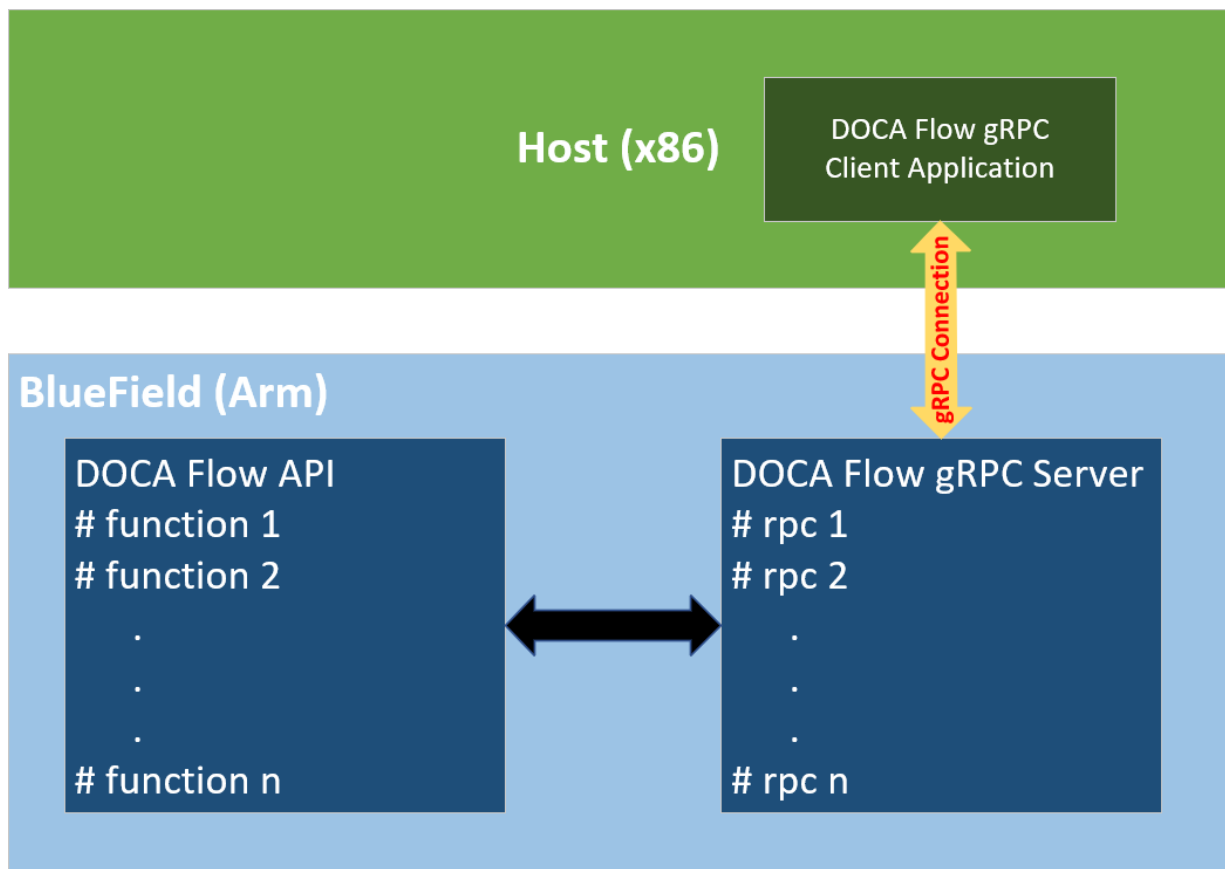 Host (x86)
DOCA Flow gRPC
Client Application
gRPC Connection
BlueField (Arm)
DOCA Flow API
# function 1
# function 2
.
.
.
# function n
DOCA Flow gRPC Server
# rpc 1
# rpc 2
.
.
.
# rpc n